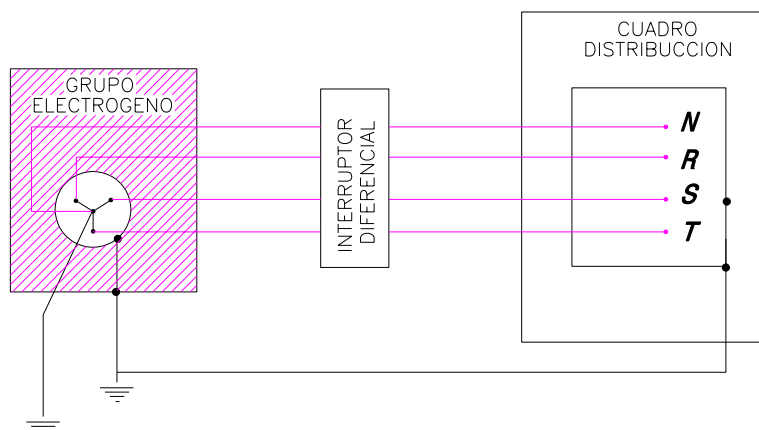 CUADRO
DISTRIBUCCION
GRUPO
ELECTROGENO
INTERRUPTOR
DIFERENCIAL
N
R
S
T